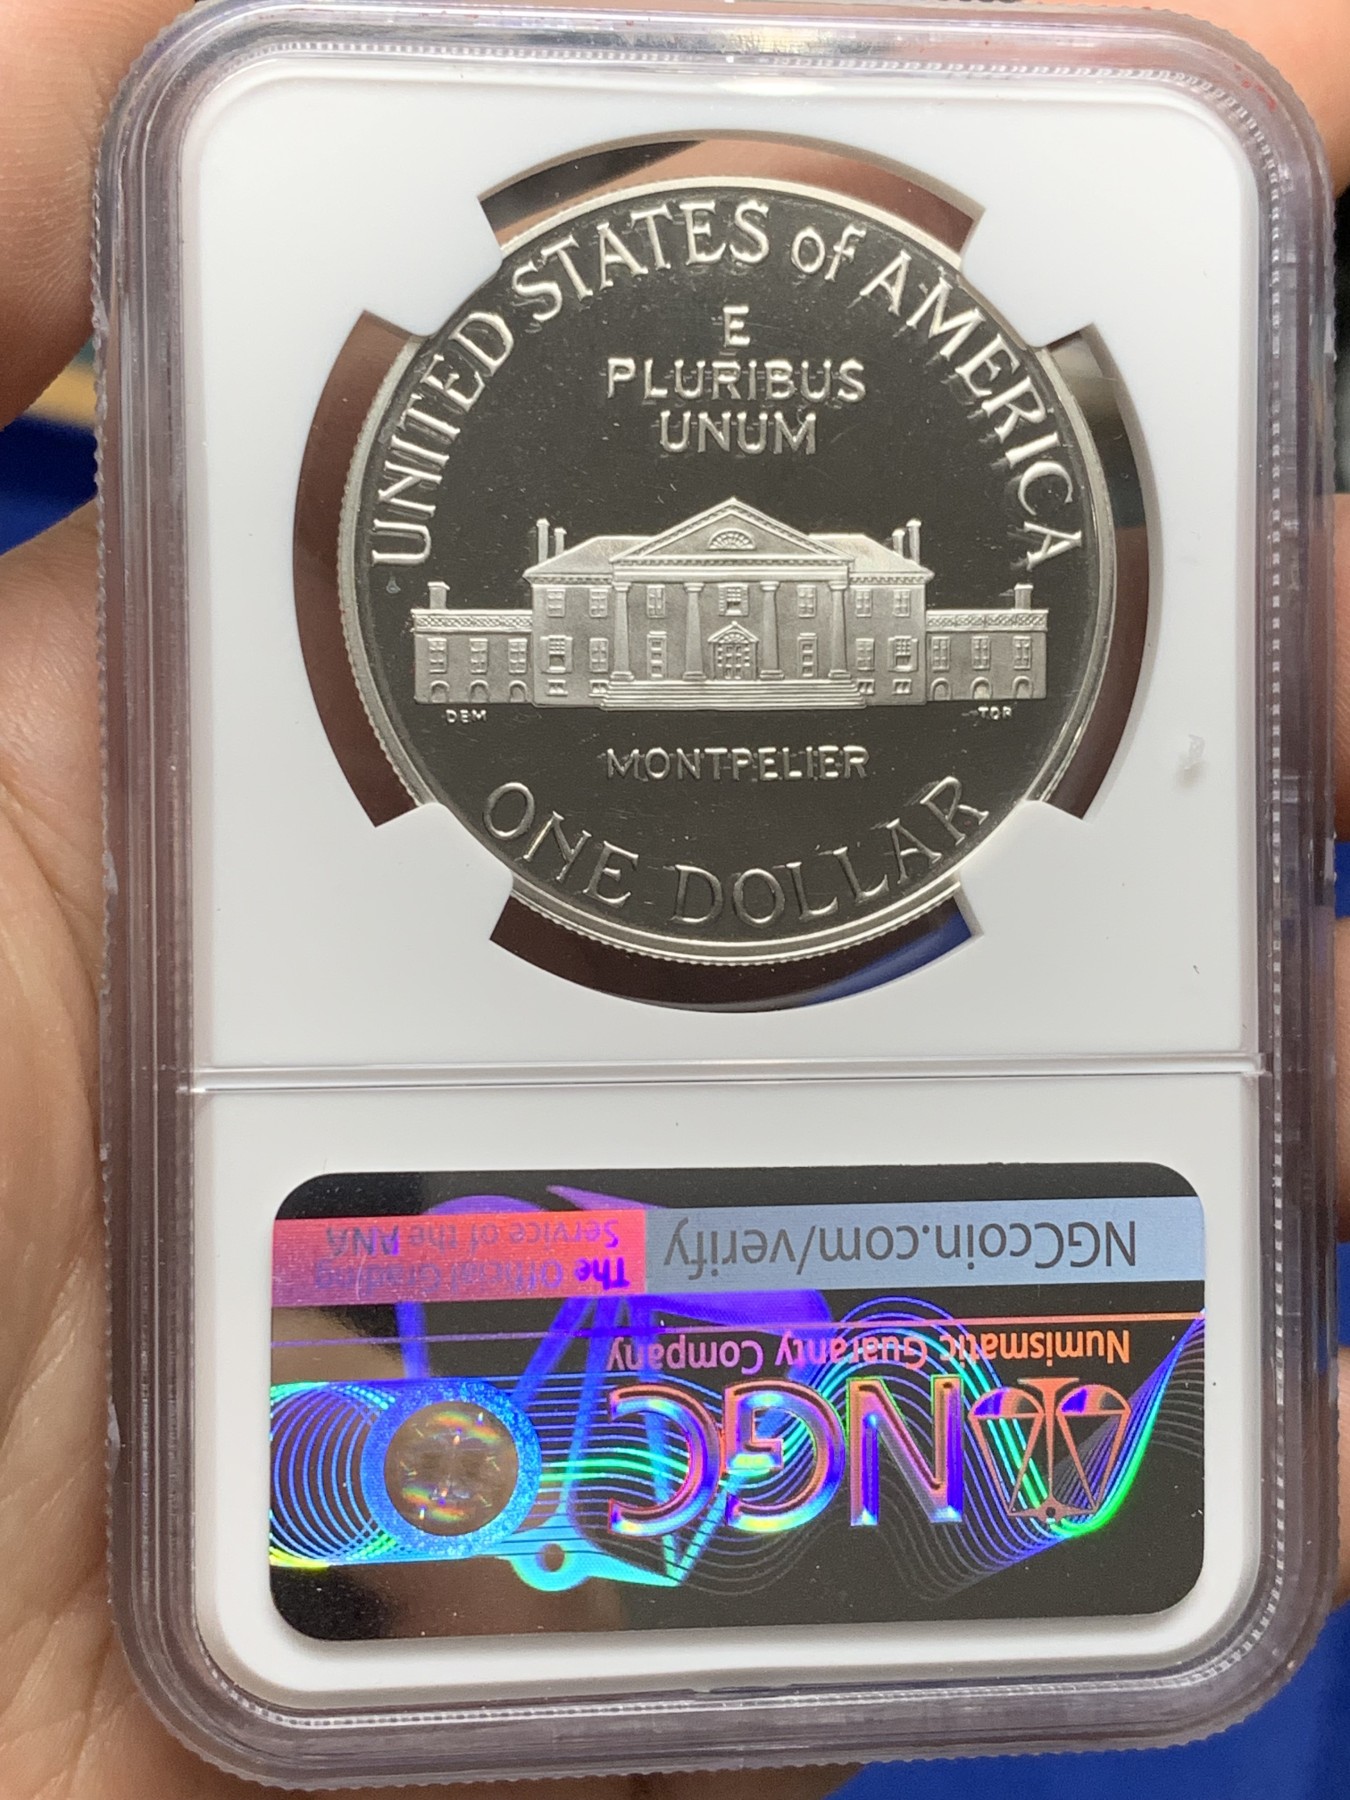 UNITED STATES of AMERICA
E
PLURIBUS
UNUM
DEM
TDR
MONTPELIER
ONE DOLLAR
NGC
Numismatic Guaranty Company
NGCcoin.com/verify
The Official Grading
Service of the ANA